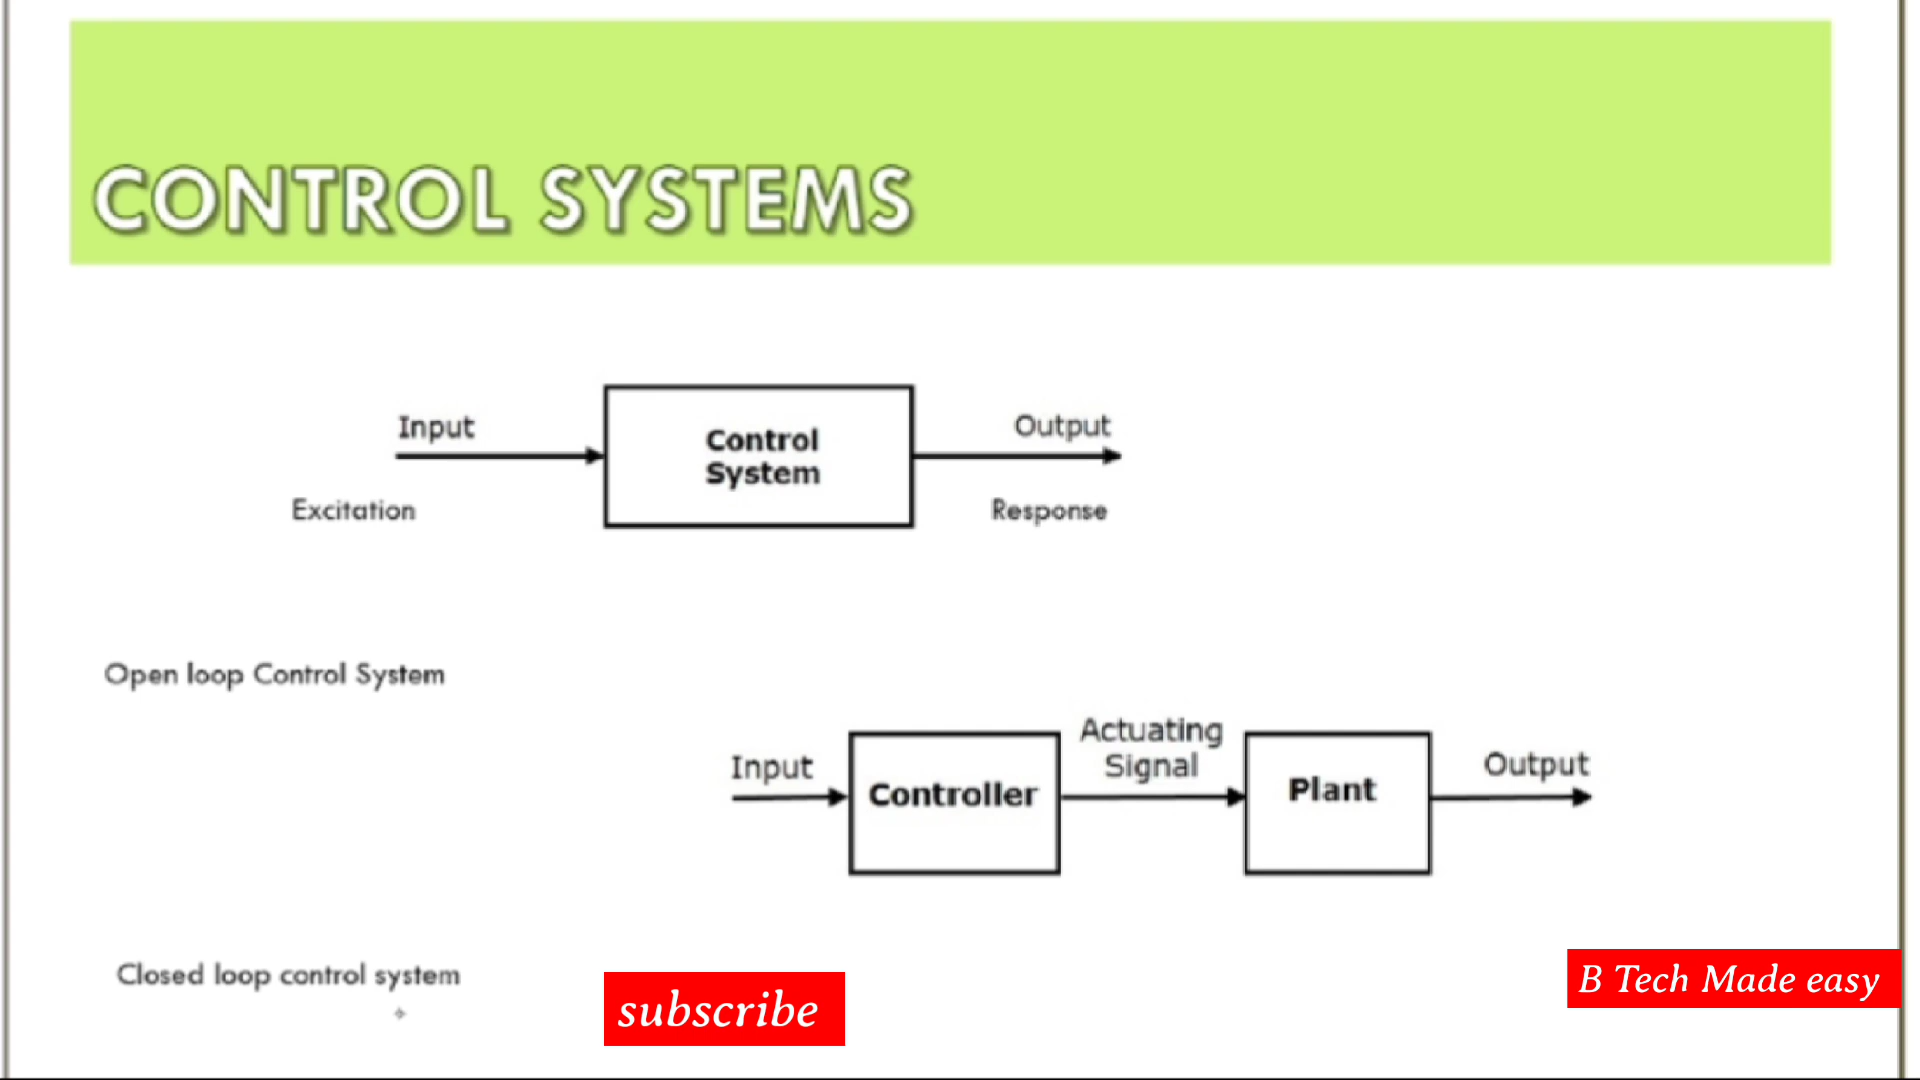 CONTROL SYSTEMS
Input
Control
System
Output
Excitation
Response
Open loop Control System
Input
Controller
Actuating
Signal
Plant
Output
Closed loop control system
subscribe
B Tech Made easy